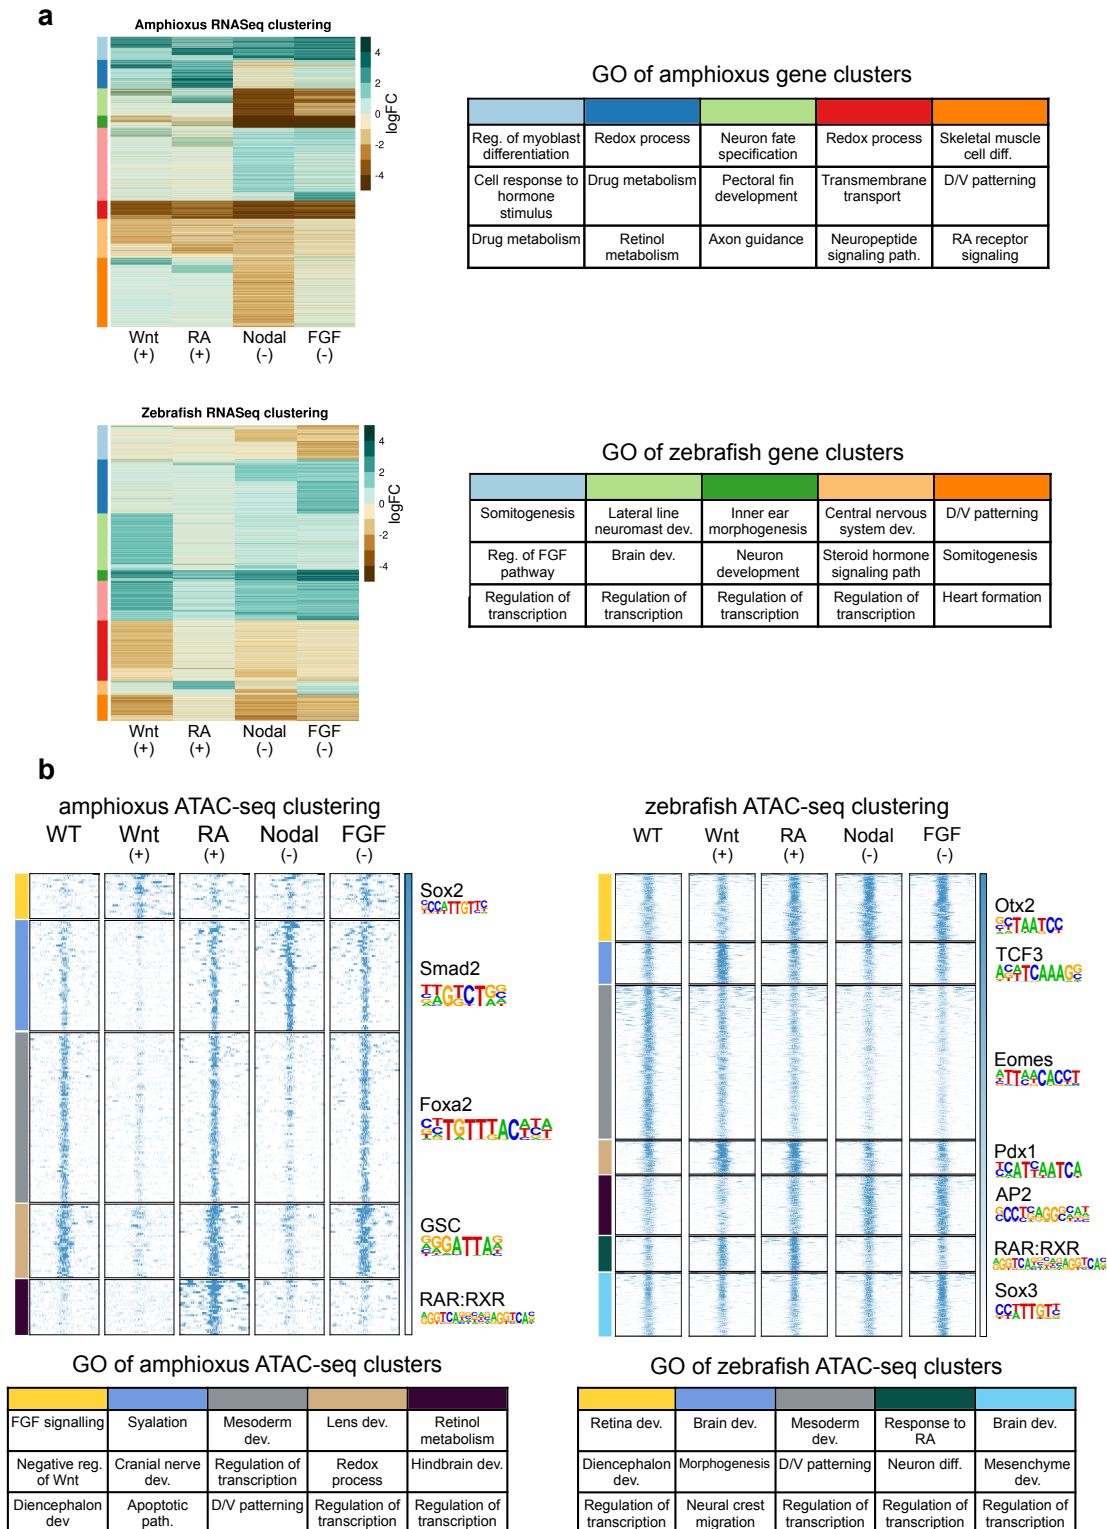 a
Amphioxus RNASeq clustering
4
2
0
-2
-4
logFC
Wnt RA Nodal FGF
(+) (+) (-) (-)
GO of amphioxus gene clusters
Reg. of myoblast differentiation
Redox process
Neuron fate specification
Redox process
Skeletal muscle cell diff.
Cell response to hormone stimulus
Drug metabolism
Pectoral fin development
Transmembrane transport
D/V patterning
Drug metabolism
Retinol metabolism
Axon guidance
Neuropeptide signaling path.
RA receptor signaling
Zebrafish RNASeq clustering
4
2
0
-2
-4
logFC
Wnt RA Nodal FGF
(+) (+) (-) (-)
GO of zebrafish gene clusters
Somitogenesis
Lateral line neuromast dev.
Inner ear morphogenesis
Central nervous system dev.
D/V patterning
Reg. of FGF pathway
Brain dev.
Neuron development
Steroid hormone signaling path
Somitogenesis
Regulation of transcription
Regulation of transcription
Regulation of transcription
Regulation of transcription
Heart formation
b
amphioxus ATAC-seq clustering
WT Wnt RA Nodal FGF
(+) (+) (-) (-)
Sox2
Smad2
Foxa2
GSC
RAR:RXR
zebrafish ATAC-seq clustering
WT Wnt RA Nodal FGF
(+) (+) (-) (-)
Otx2
TCF3
Eomes
Pdx1
AP2
RAR:RXR
Sox3
GO of amphioxus ATAC-seq clusters
FGF signalling
Syalation
Mesoderm dev.
Lens dev.
Retinol metabolism
Negative reg. of Wnt
Cranial nerve dev.
Regulation of transcription
Redox process
Hindbrain dev.
Diencephalon dev
Apoptotic path.
D/V patterning
Regulation of transcription
Regulation of transcription
GO of zebrafish ATAC-seq clusters
Retina dev.
Brain dev.
Mesoderm dev.
Response to RA
Brain dev.
Diencephalon dev.
Morphogenesis
D/V patterning
Neuron diff.
Mesenchyme dev.
Regulation of transcription
Neural crest migration
Regulation of transcription
Regulation of transcription
Regulation of transcription